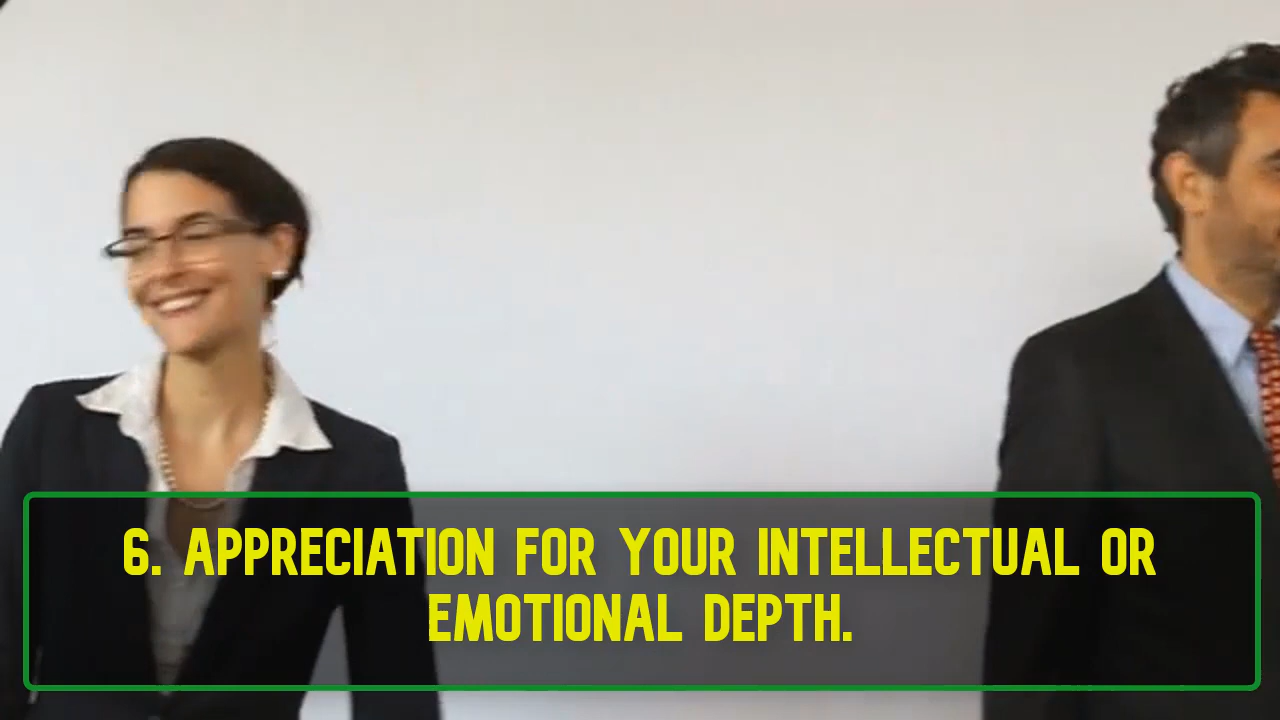 6. APPRECIATION FOR YOUR INTELLECTUAL OR
EMOTIONAL DEPTH.